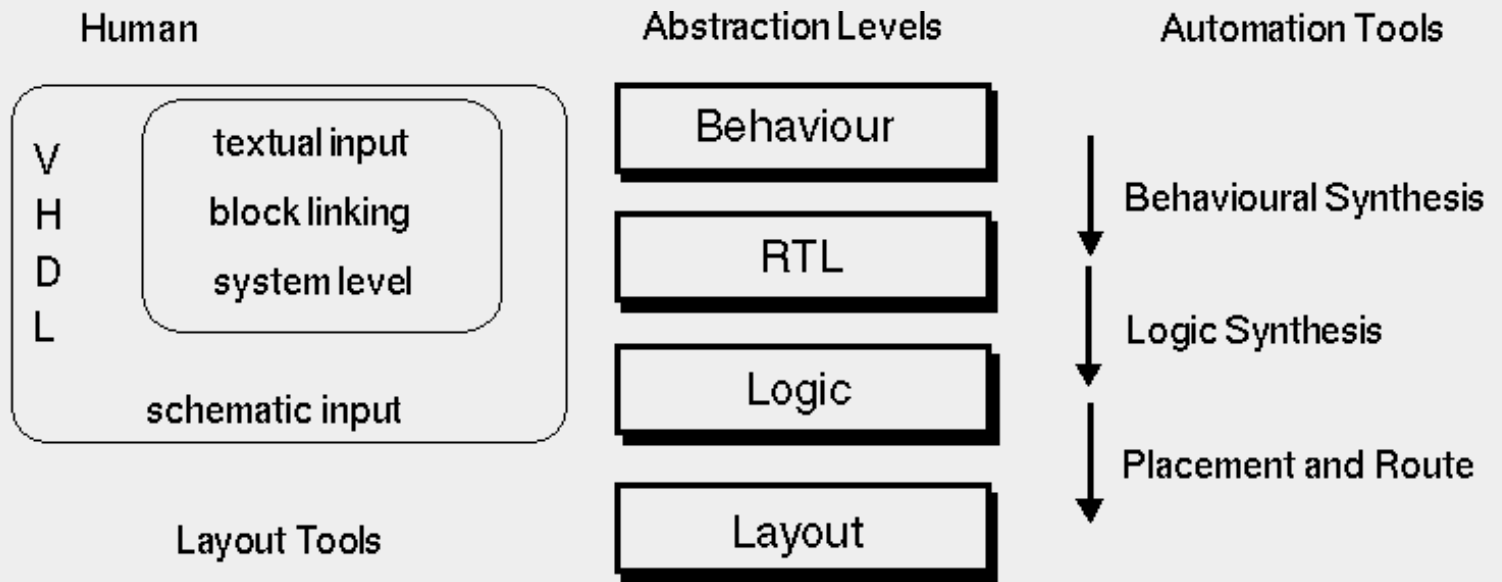 Human
Abstraction Levels
Automation Tools
V
H
D
L
textual input
block linking
system level
schematic input
Layout Tools
Behaviour
RTL
Logic
Layout
Behavioural Synthesis
Logic Synthesis
Placement and Route